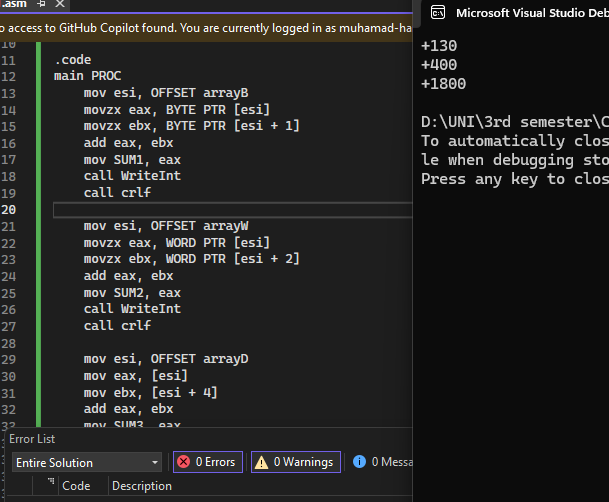 .asm
o access to GitHub Copilot found. You are currently logged in as muhamad-ha
10
11 .code
12 main PROC
13 mov esi, OFFSET arrayB
14 movzx eax, BYTE PTR [esi]
15 movzx ebx, BYTE PTR [esi + 1]
16 add eax, ebx
17 mov SUM1, eax
18 call WriteInt
19 call crlf
20
21 mov esi, OFFSET arrayW
22 movzx eax, WORD PTR [esi]
23 movzx ebx, WORD PTR [esi + 2]
24 add eax, ebx
25 mov SUM2, eax
26 call WriteInt
27 call crlf
28
29 mov esi, OFFSET arrayD
30 mov eax, [esi]
31 mov ebx, [esi + 4]
32 add eax, ebx
33 mov SUM3, eax
Error List
Entire Solution
0 Errors
0 Warnings
0 Messa
Code Description
Microsoft Visual Studio Deb
+130
+400
+1800
D:\UNI\3rd semester\C
To automatically clos
le when debugging sto
Press any key to clos